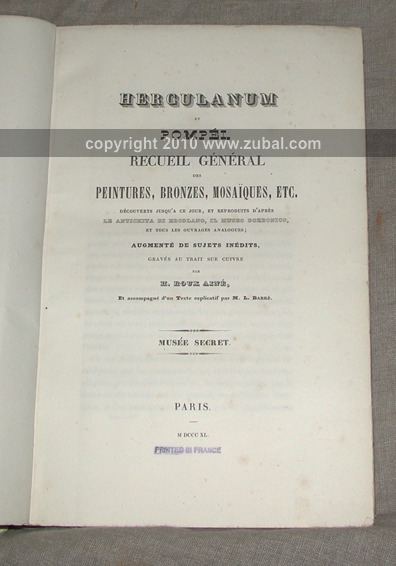 HERCULANUM
ET
POMPÉI.
copyright 2010 www.zubal.com
RECUEIL GÉNÉRAL
DES
PEINTURES, BRONZES, MOSAÏQUES, ETC.
DÉCOUVERTS JUSQU'A CE JOUR, ET REPRODUITS D'APRÈS
LE ANTICHITA DI ERCOLANO, IL MUSEO BORBONICO,
ET TOUS LES OUVRAGES ANALOGUES;
AUGMENTÉ DE SUJETS INÉDITS,
GRAVÉS AU TRAIT SUR CUIVRE
PAR
H. ROUX AINÉ,
Et accompagné d'un Texte explicatif par M. L. BARRÉ.
MUSÉE SECRET.
PARIS.
M DCCC XL.
PRINTED IN FRANCE